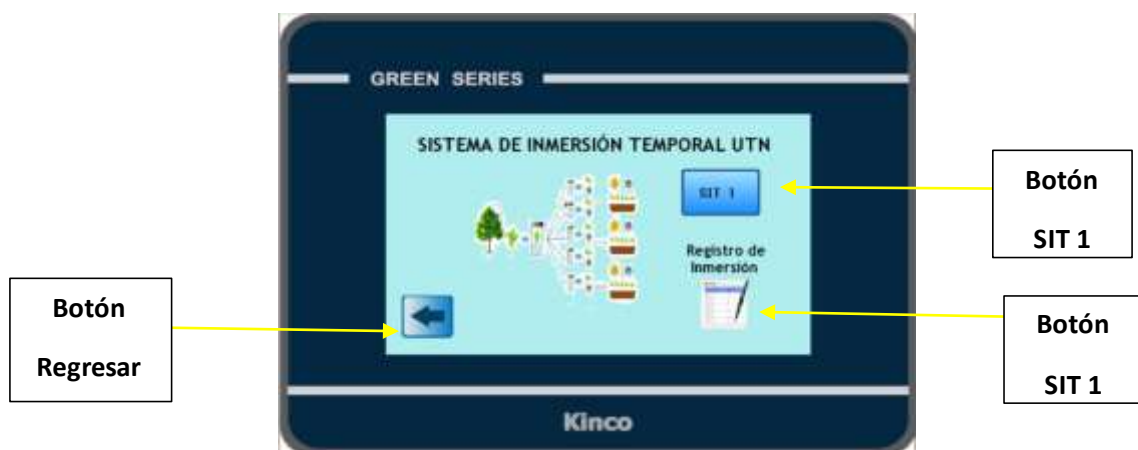 GREEN SERIES
SISTEMA DE INMERSIÓN TEMPORAL UTN
SIT 1
Botón
SIT 1
Registro de
Inmersión
Botón
Regresar
Botón
SIT 1
Kinco